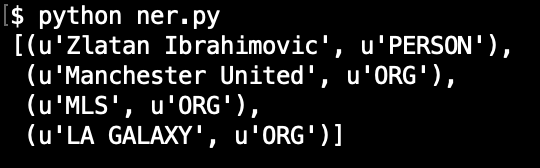 [$ python ner.py
[(u'Zlatan Ibrahimovic', u'PERSON'),
(u'Manchester United', u'ORG'),
(u'MLS', u'ORG'),
(u'LA GALAXY', u'ORG')]